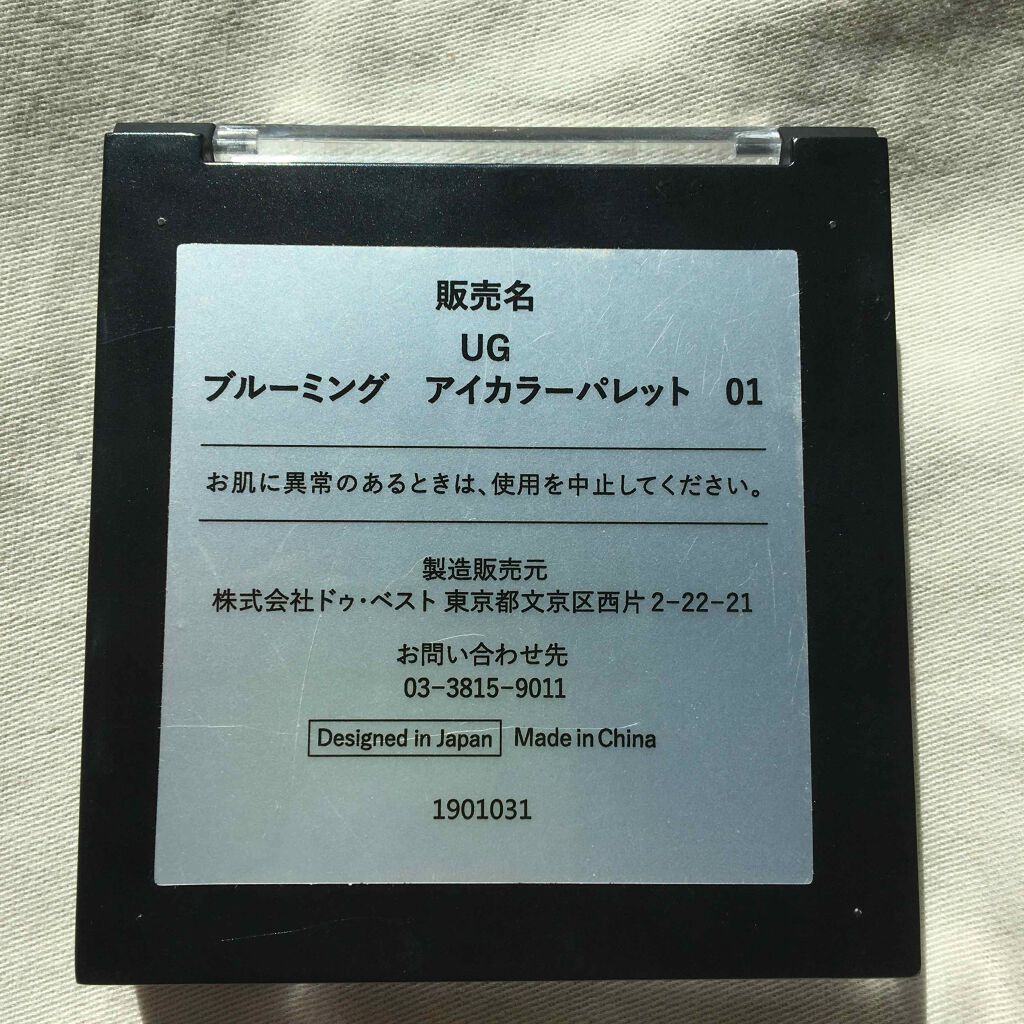 販売名
UG
ブルーミング　アイカラーパレット　01
お肌に異常のあるときは、使用を中止してください。
製造販売元
株式会社ドゥ・ベスト 東京都文京区西片2-22-21
お問い合わせ先
03-3815-9011
Designed in Japan Made in China
1901031